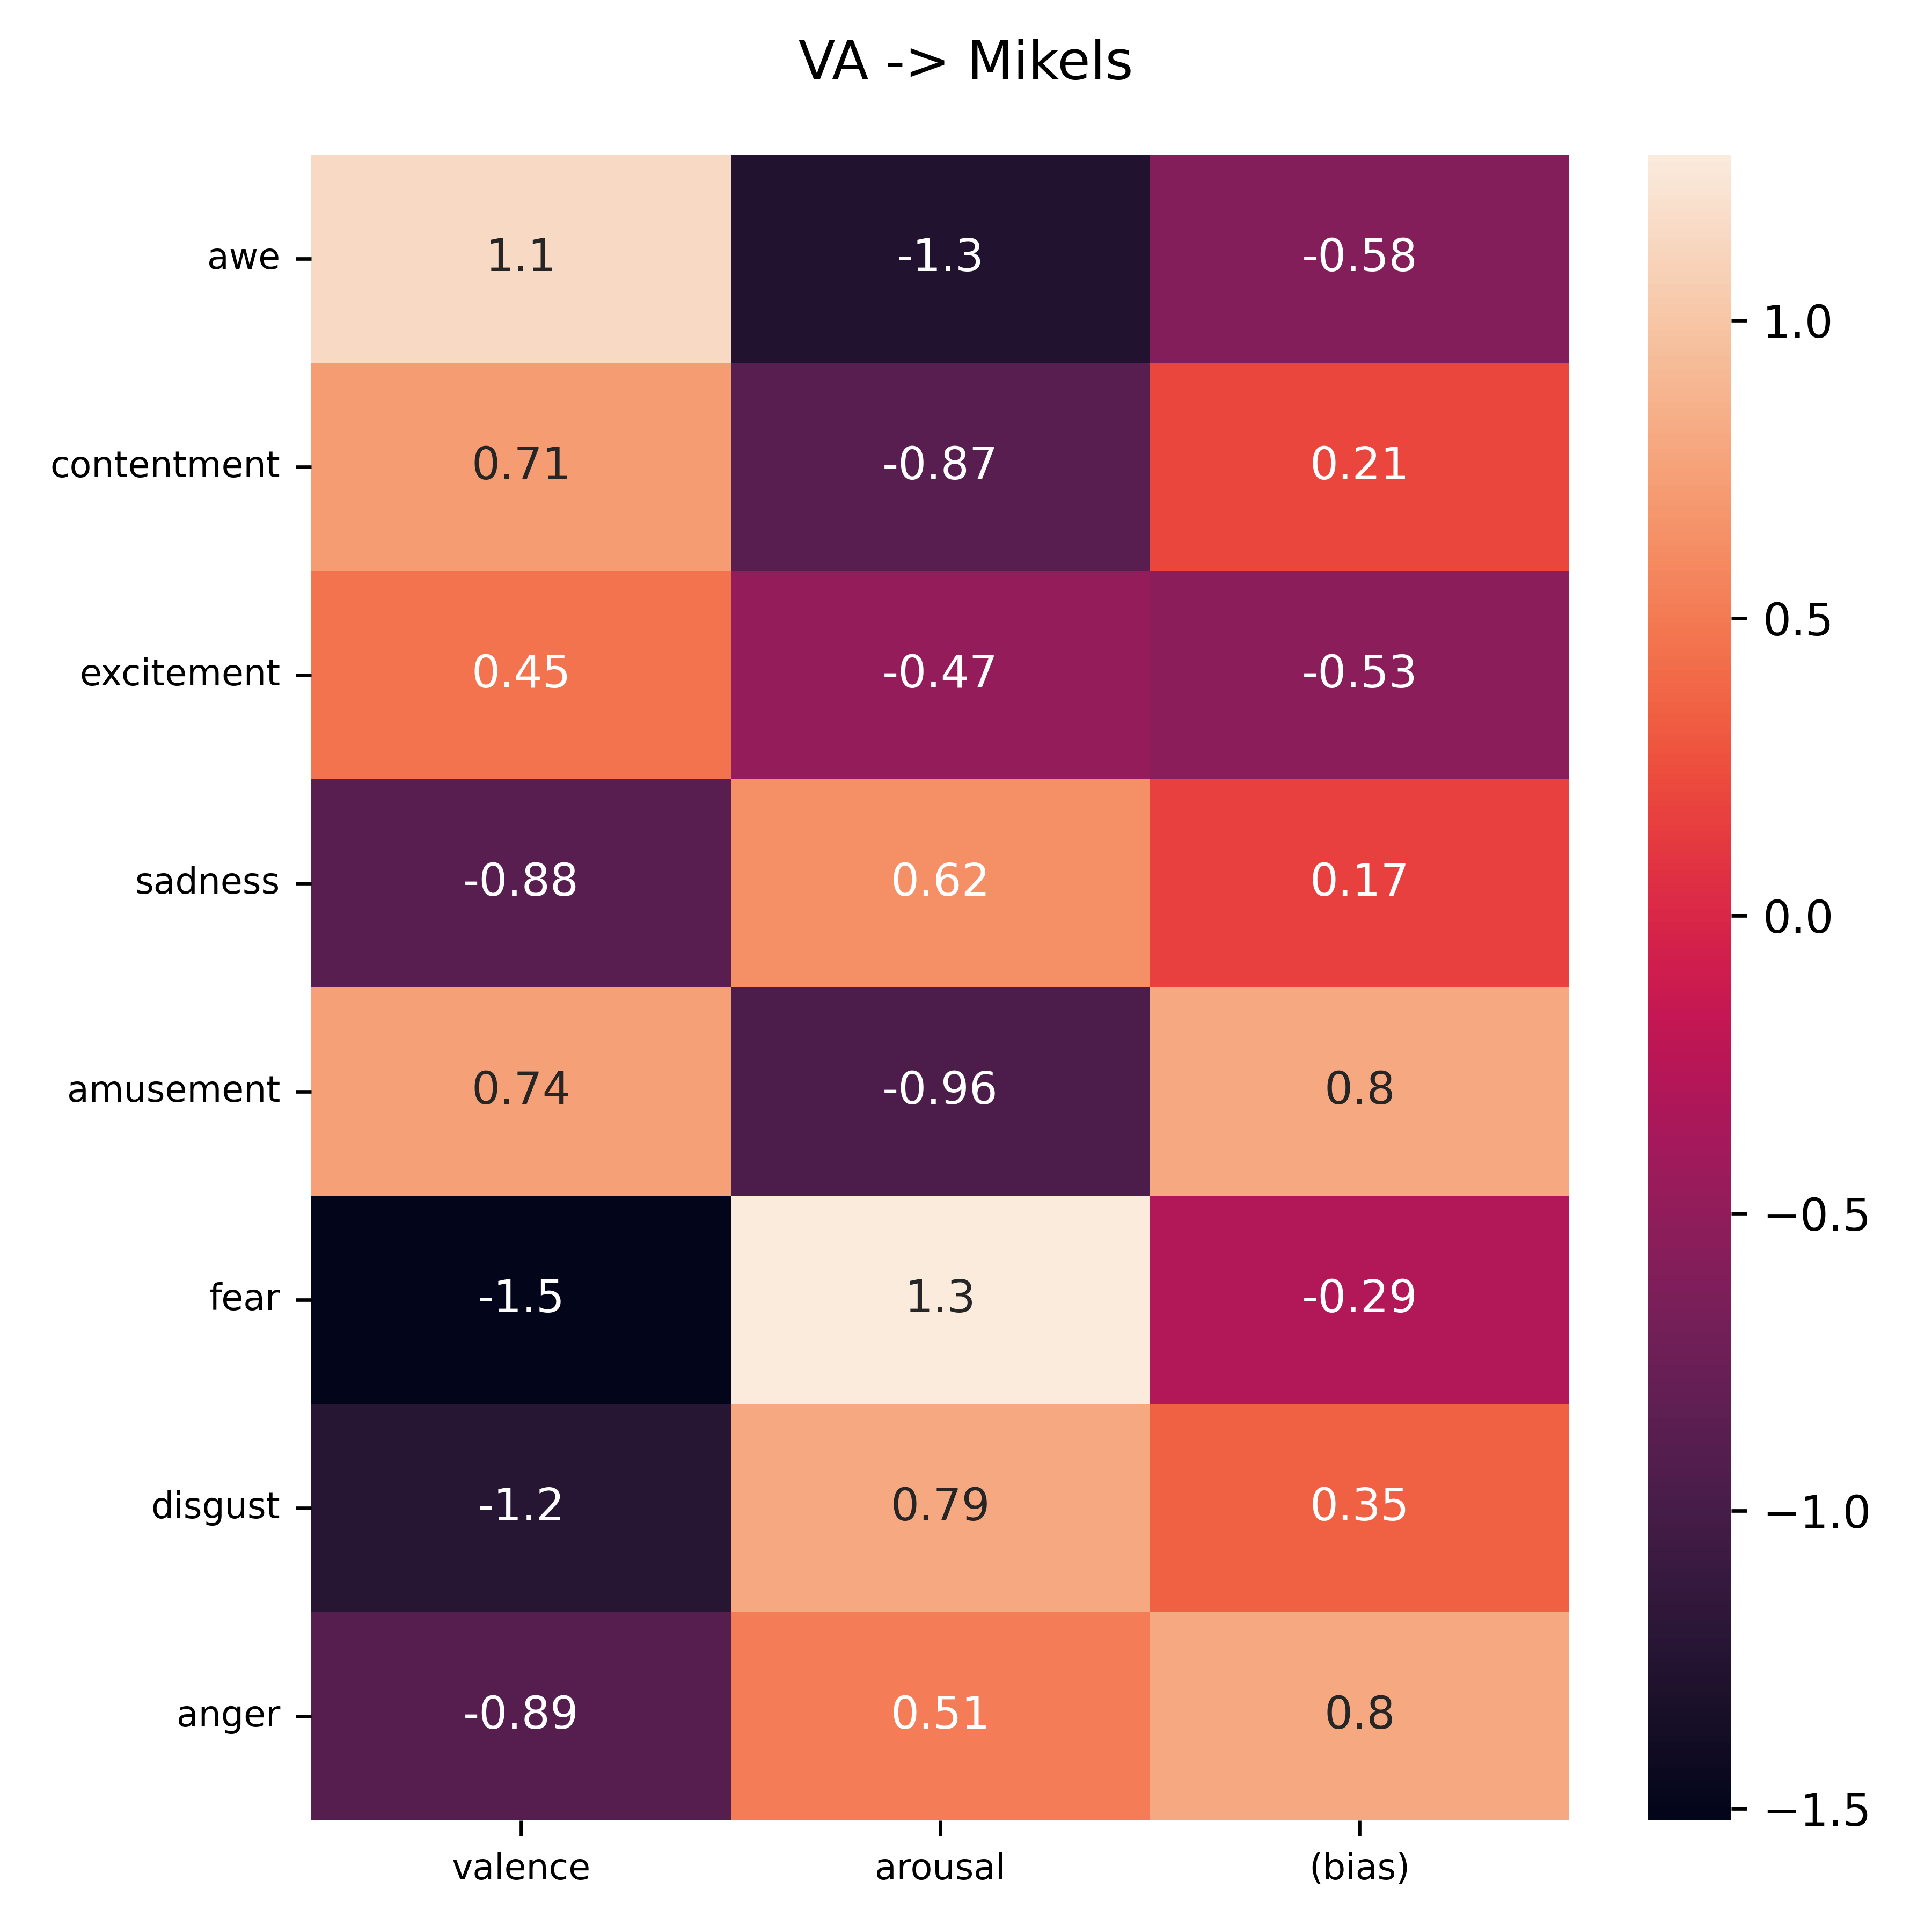 VA -> Mikels
awe 1.1 -1.3 -0.58
contentment 0.71 -0.87 0.21
excitement 0.45 -0.47 -0.53
sadness -0.88 0.62 0.17
amusement 0.74 -0.96 0.8
fear -1.5 1.3 -0.29
disgust -1.2 0.79 0.35
anger -0.89 0.51 0.8
valence arousal (bias)
1.0
0.5
0.0
−0.5
−1.0
−1.5